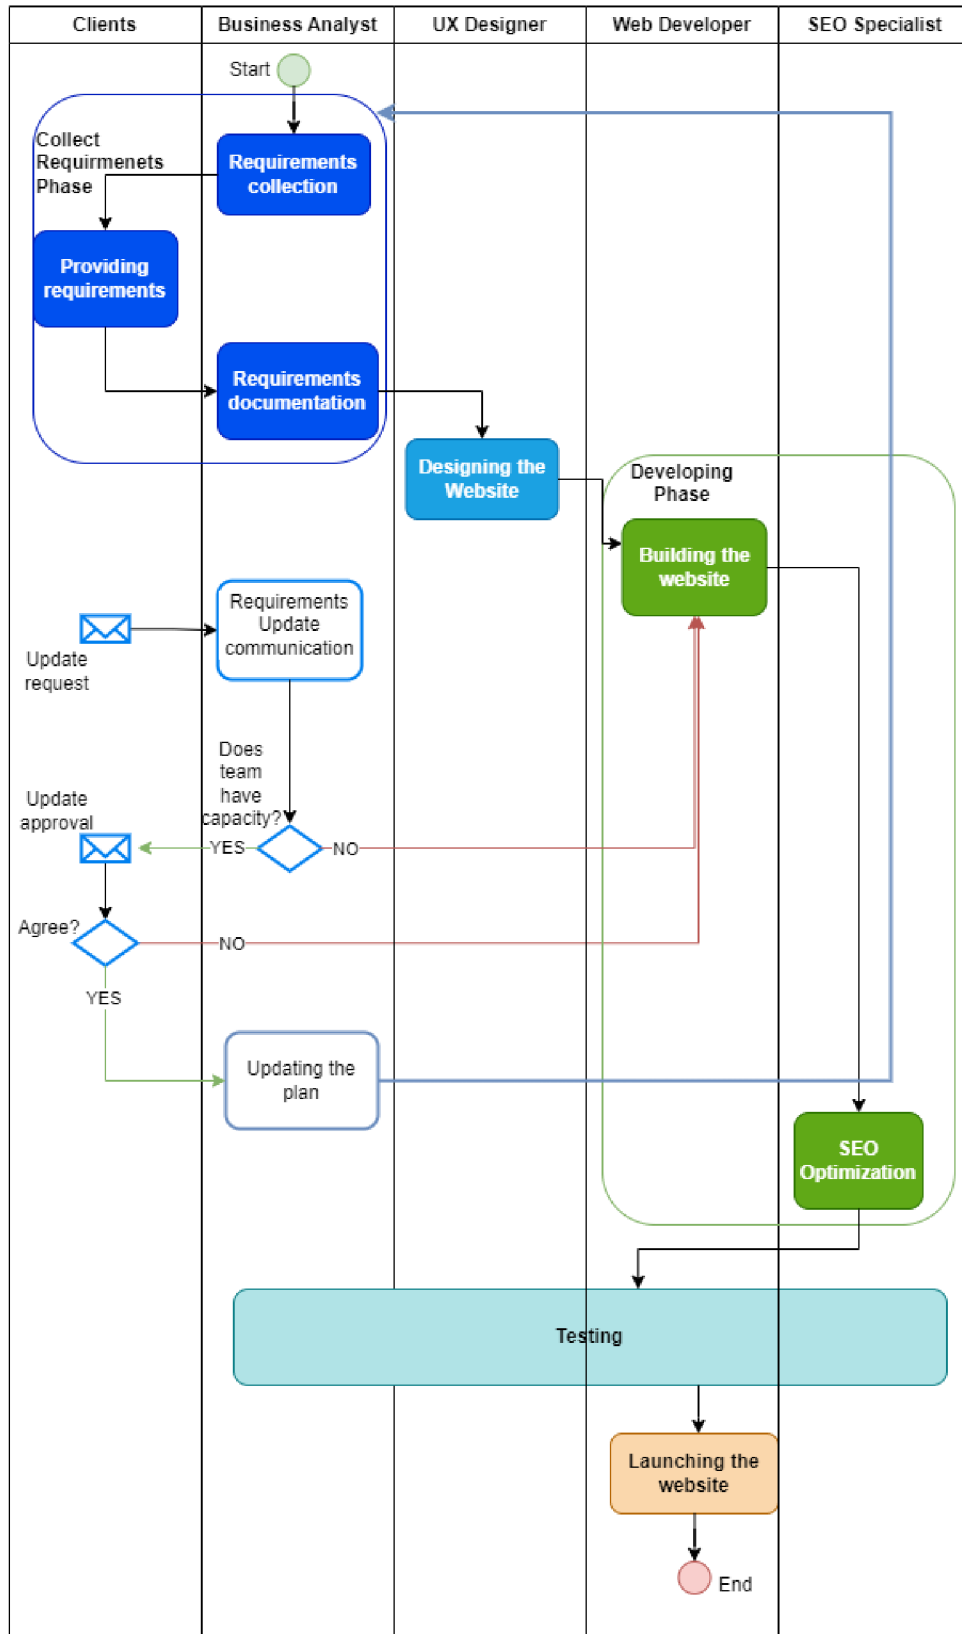 Clients
Business Analyst
UX Designer
Web Developer
SEO Specialist
Start
Collect
Requirmenets
Phase
Requirements
collection
Providing
requirements
Requirements
documentation
Designing the
Website
Developing
Phase
Building the
website
Requirements
Update
communication
Update
request
Does
team
have
capacity?
Update
approval
YES
NO
Agree?
NO
YES
Updating the
plan
SEO
Optimization
Testing
Launching the
website
End